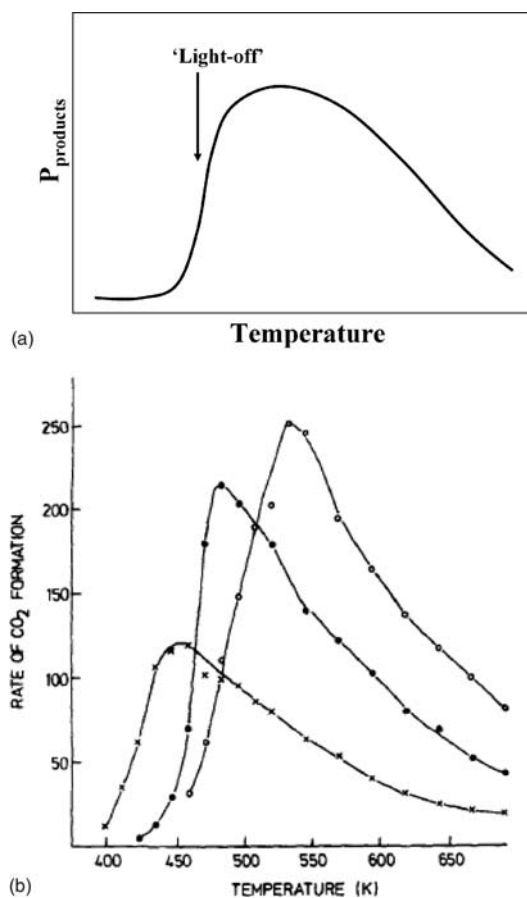 'Light-off'
P_products
(a)
Temperature
250
200
150
100
50
RATE OF CO₂ FORMATION
400
450
500
550
600
650
(b)
TEMPERATURE (K)